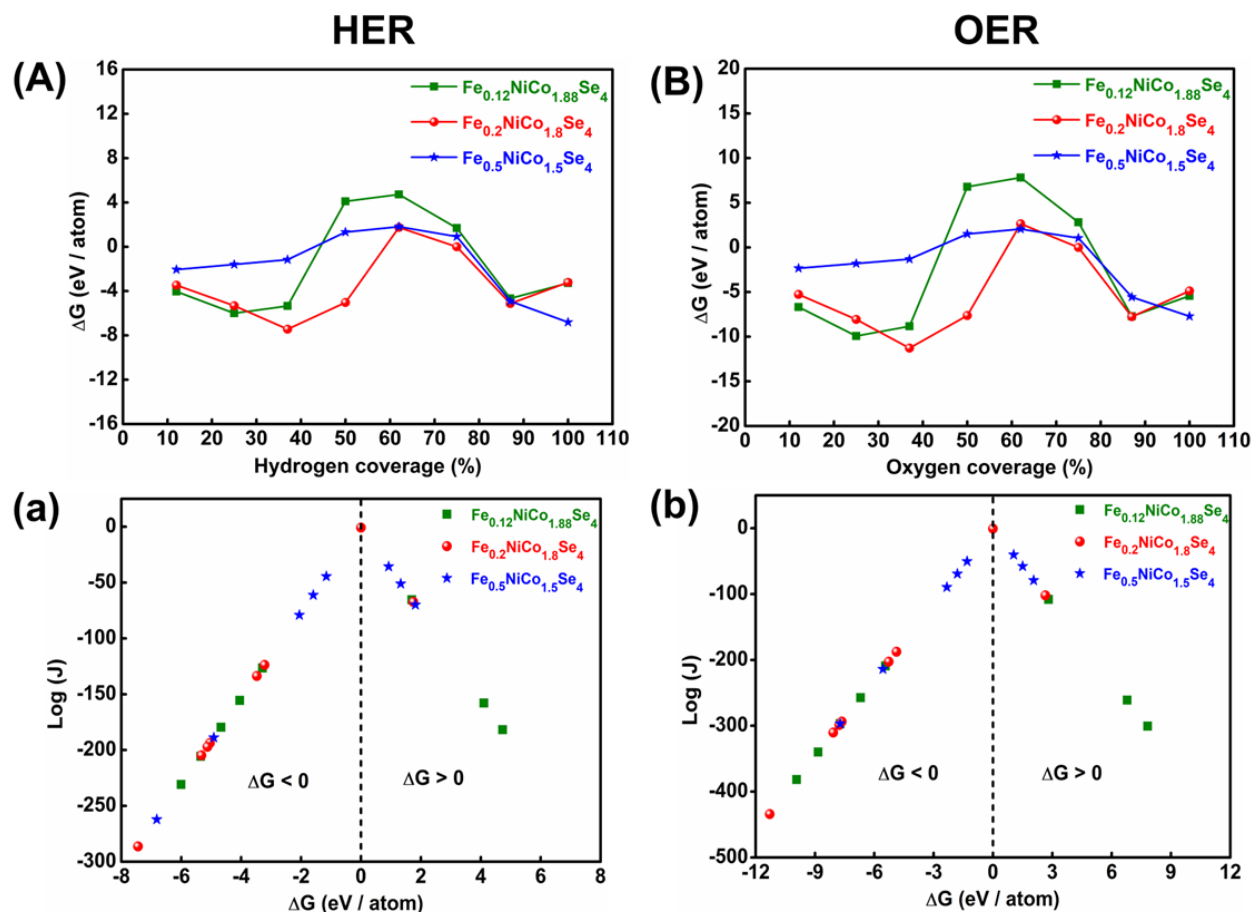 HER
OER
(A)
16
12
8
4
0
-4
-8
-12
-16
ΔG (eV / atom)
Fe0.12NiCo1.88Se4
Fe0.2NiCo1.8Se4
Fe0.5NiCo1.5Se4
0 10 20 30 40 50 60 70 80 90 100 110
Hydrogen coverage (%)
(B)
20
15
10
5
0
-5
-10
-15
-20
ΔG (eV / atom)
Fe0.12NiCo1.88Se4
Fe0.2NiCo1.8Se4
Fe0.5NiCo1.5Se4
0 10 20 30 40 50 60 70 80 90 100 110
Oxygen coverage (%)
(a)
0
-50
-100
-150
-200
-250
-300
Log (J)
Fe0.12NiCo1.88Se4
Fe0.2NiCo1.8Se4
Fe0.5NiCo1.5Se4
ΔG < 0
ΔG > 0
-8 -6 -4 -2 0 2 4 6 8
ΔG (eV / atom)
(b)
0
-100
-200
-300
-400
-500
Log (J)
Fe0.12NiCo1.88Se4
Fe0.2NiCo1.8Se4
Fe0.5NiCo1.5Se4
ΔG < 0
ΔG > 0
-12 -9 -6 -3 0 3 6 9 12
ΔG (eV / atom)